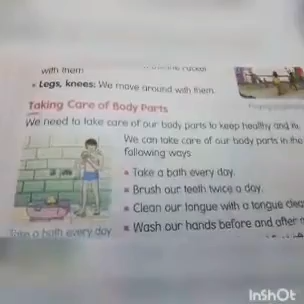 with them.
• Legs, knees: We move around with them.
Taking Care of Body Parts
We need to take care of our body parts to keep healthy and fit.
We can take care of our body parts in the
following ways
Take a bath every day.
Brush our teeth twice a day.
Clean our tongue with a tongue
Wash our hands before and after
Take a bath every day
InShOt